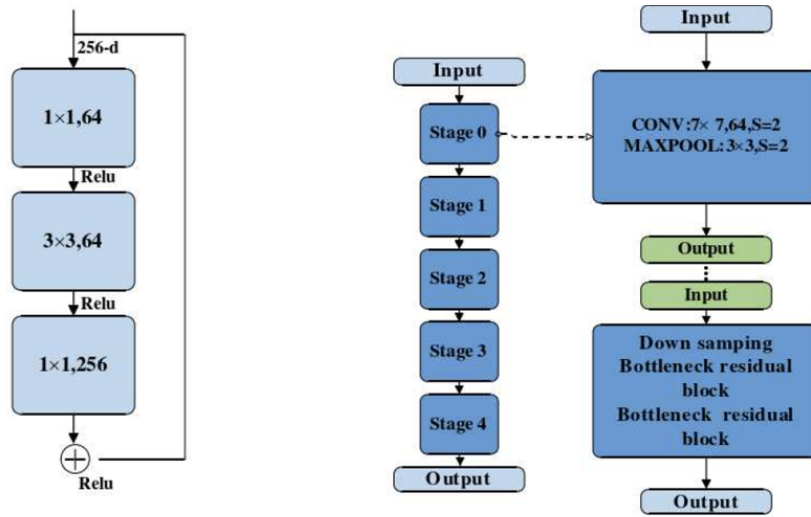 256-d
1×1,64
Relu
3×3,64
Relu
1×1,256
Relu
Input
Stage 0
Stage 1
Stage 2
Stage 3
Stage 4
Output
Input
CONV:7× 7,64,S=2
MAXPOOL:3×3,S=2
Output
Input
Down samping
Bottleneck residual
block
Bottleneck residual
block
Output